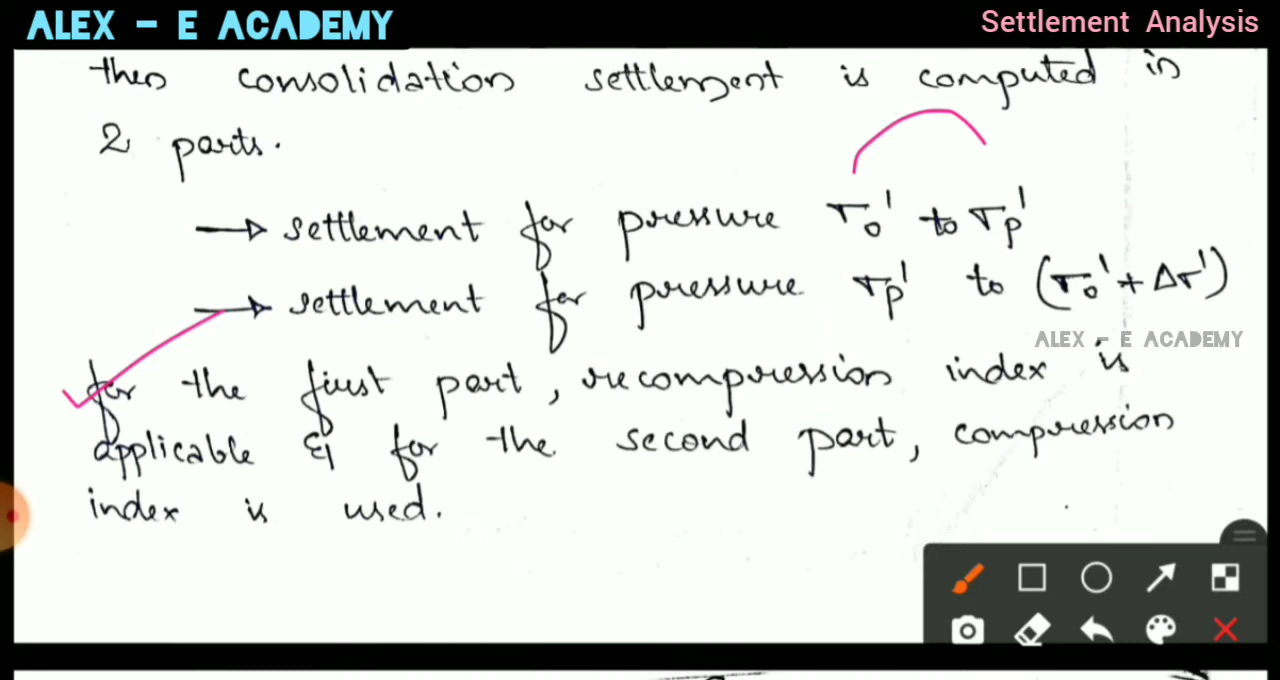 ALEX - E ACADEMY
Settlement Analysis
then consolidation settlement is computed in
2 parts.
→ settlement for pressure σo' to σp'
→ settlement for pressure σp' to (σo' + Δσ')
ALEX - E ACADEMY
for the first part, recompression index is
applicable & for the second part, compression
index is used.